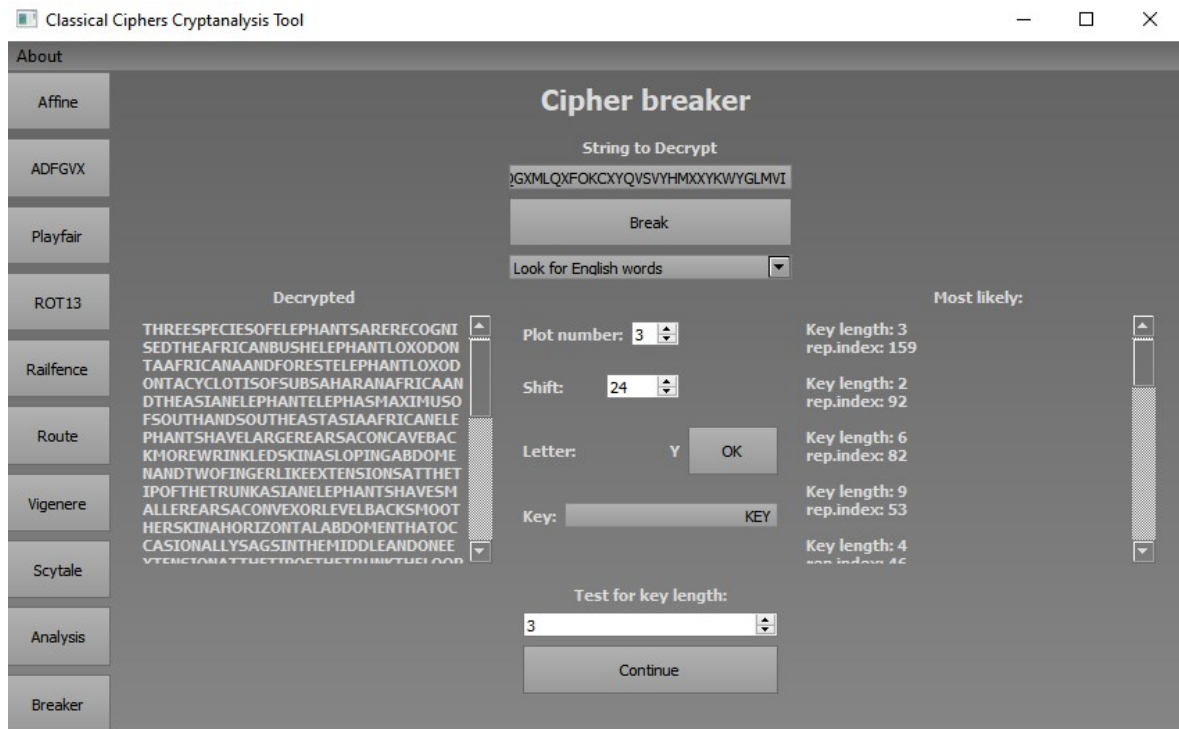 Classical Ciphers Cryptanalysis Tool
About
Affine
ADFGVX
Playfair
ROT13
Railfence
Route
Vigenere
Scytale
Analysis
Breaker
Cipher breaker
String to Decrypt
QGXMLQXFOKCXYQVSVYHMXXYKWYGLMVI
Break
Look for English words
Decrypted
THREESPECIESOFELEPHANTSARERECOGNI
SEDTHEAFRICANBUSHELEPHANTLOXODON
TAAFRICANAANDFORESTELEPHANTLOXOD
ONTACYCLOTISOFSUBSAHARANAFRICAAN
DTHEASIANELEPHANTELEPHASMAXIMUSO
FSOUTHANDSOUTHEASTASIAAFRICANELE
PHANTSHAVELARGEREARSACONCAVEBAC
KMOREWRINKLEDSKINASLOPINGABDOME
NANDTWOFINGERLIKEEXTENSIONSATTHET
IPOFTHETRUNKASIANELEPHANTSHAVESM
ALLEREARSACONVEXORLEVELBACKSMOOT
HERSKINAHORIZONTALABDOMENTHATOC
CASIONALLYSAGSINTHEMIDDLEANDONEE
Plot number: 3
Shift: 24
Letter: Y OK
Key: KEY
Most likely:
Key length: 3
rep.index: 159
Key length: 2
rep.index: 92
Key length: 6
rep.index: 82
Key length: 9
rep.index: 53
Key length: 4
rep.index: 46
Test for key length:
3
Continue